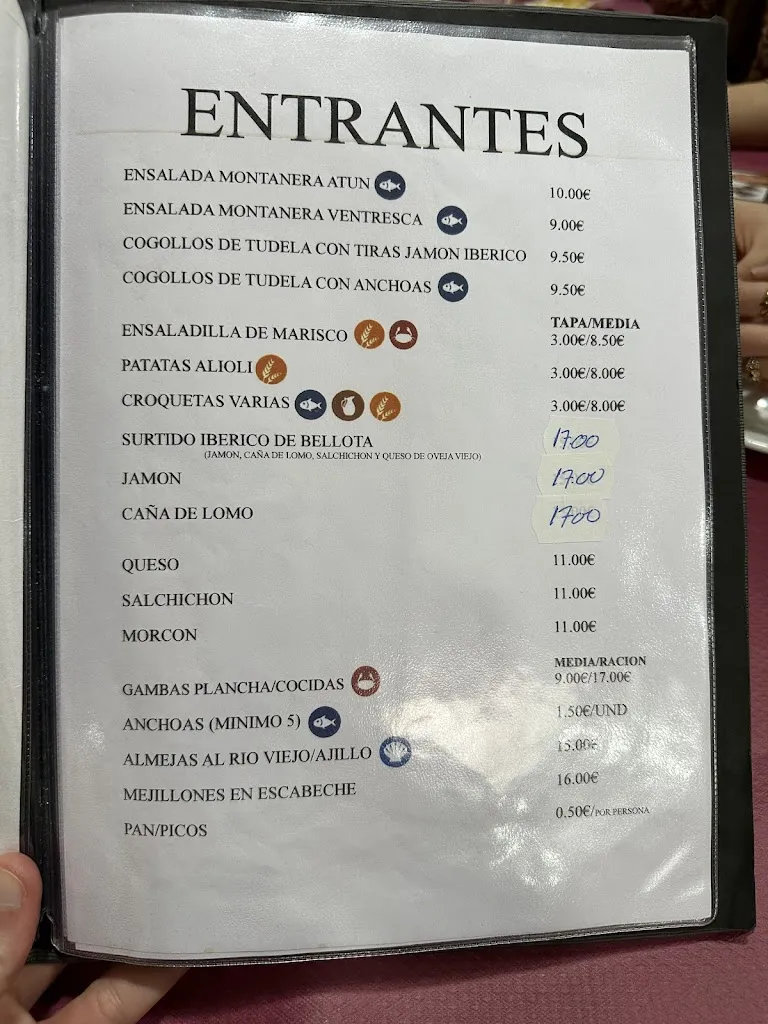 ENTRANTES
ENSALADA MONTANERA ATUN 10.00€
ENSALADA MONTANERA VENTRESCA 9.00€
COGOLLOS DE TUDELA CON TIRAS JAMON IBERICO 9.50€
COGOLLOS DE TUDELA CON ANCHOAS 9.50€
TAPA/MEDIA
ENSALADILLA DE MARISCO 3.00€/8.50€
PATATAS ALIOLI 3.00€/8.00€
CROQUETAS VARIAS 3.00€/8.00€
SURTIDO IBERICO DE BELLOTA 17.00
(JAMON, CAÑA DE LOMO, SALCHICHON Y QUESO DE OVEJA VIEJO)
JAMON 17.00
CAÑA DE LOMO 17.00
QUESO 11.00€
SALCHICHON 11.00€
MORCON 11.00€
MEDIA/RACION
GAMBAS PLANCHA/COCIDAS 9.00€/17.00€
ANCHOAS (MINIMO 5) 1.50€/UND
ALMEJAS AL RIO VIEJO/AJILLO 15.00€
MEJILLONES EN ESCABECHE 16.00€
PAN/PICOS 0.50€/POR PERSONA